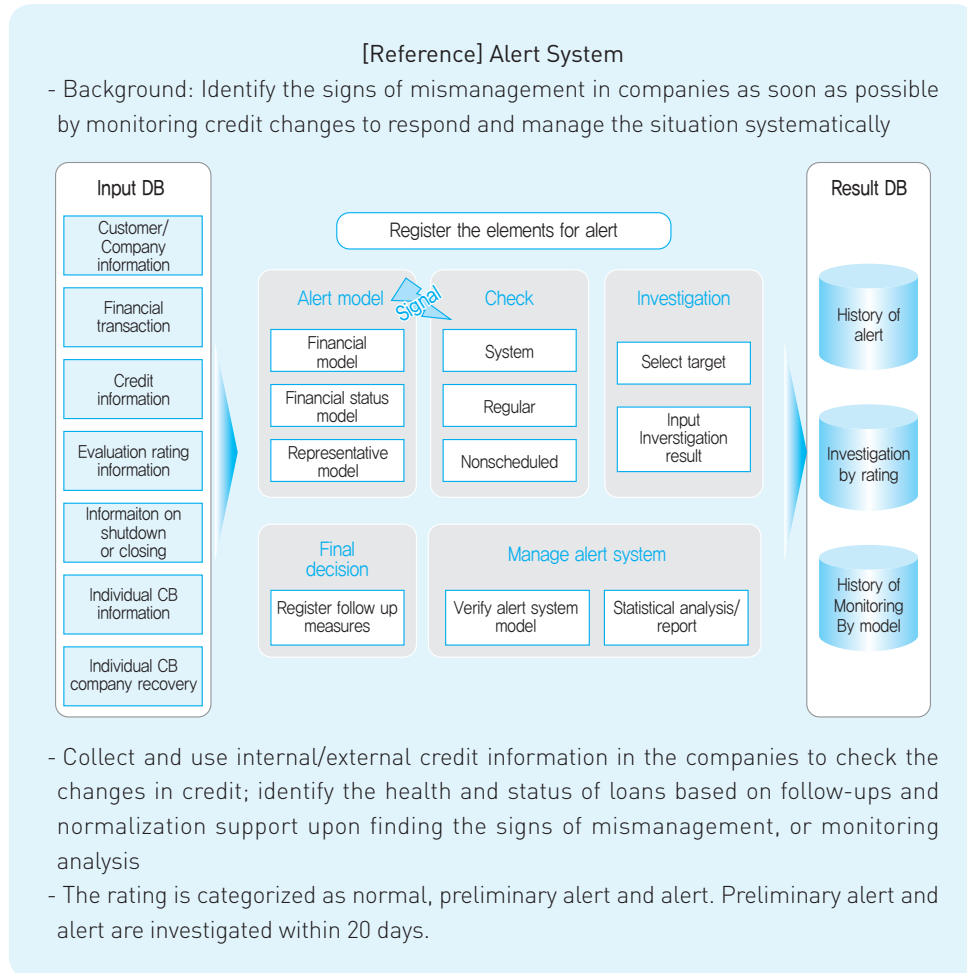 [Reference] Alert System
- Background: Identify the signs of mismanagement in companies as soon as possible
by monitoring credit changes to respond and manage the situation systematically
Input DB
Customer/
Company
information
Financial
transaction
Credit
information
Evaluation rating
information
Informaiton on
shutdown
or closing
Individual CB
information
Individual CB
company recovery
Register the elements for alert
Alert model
Financial
model
Financial status
model
Representative
model
Signal
Check
System
Regular
Nonscheduled
Investigation
Select target
Input
Inverstigation
result
Final
decision
Register follow up
measures
Manage alert system
Verify alert system
model
Statistical analysis/
report
Result DB
History of
alert
Investigation
by rating
History of
Monitoring
By model
- Collect and use internal/external credit information in the companies to check the
changes in credit; identify the health and status of loans based on follow-ups and
normalization support upon finding the signs of mismanagement, or monitoring
analysis
- The rating is categorized as normal, preliminary alert and alert. Preliminary alert and
alert are investigated within 20 days.